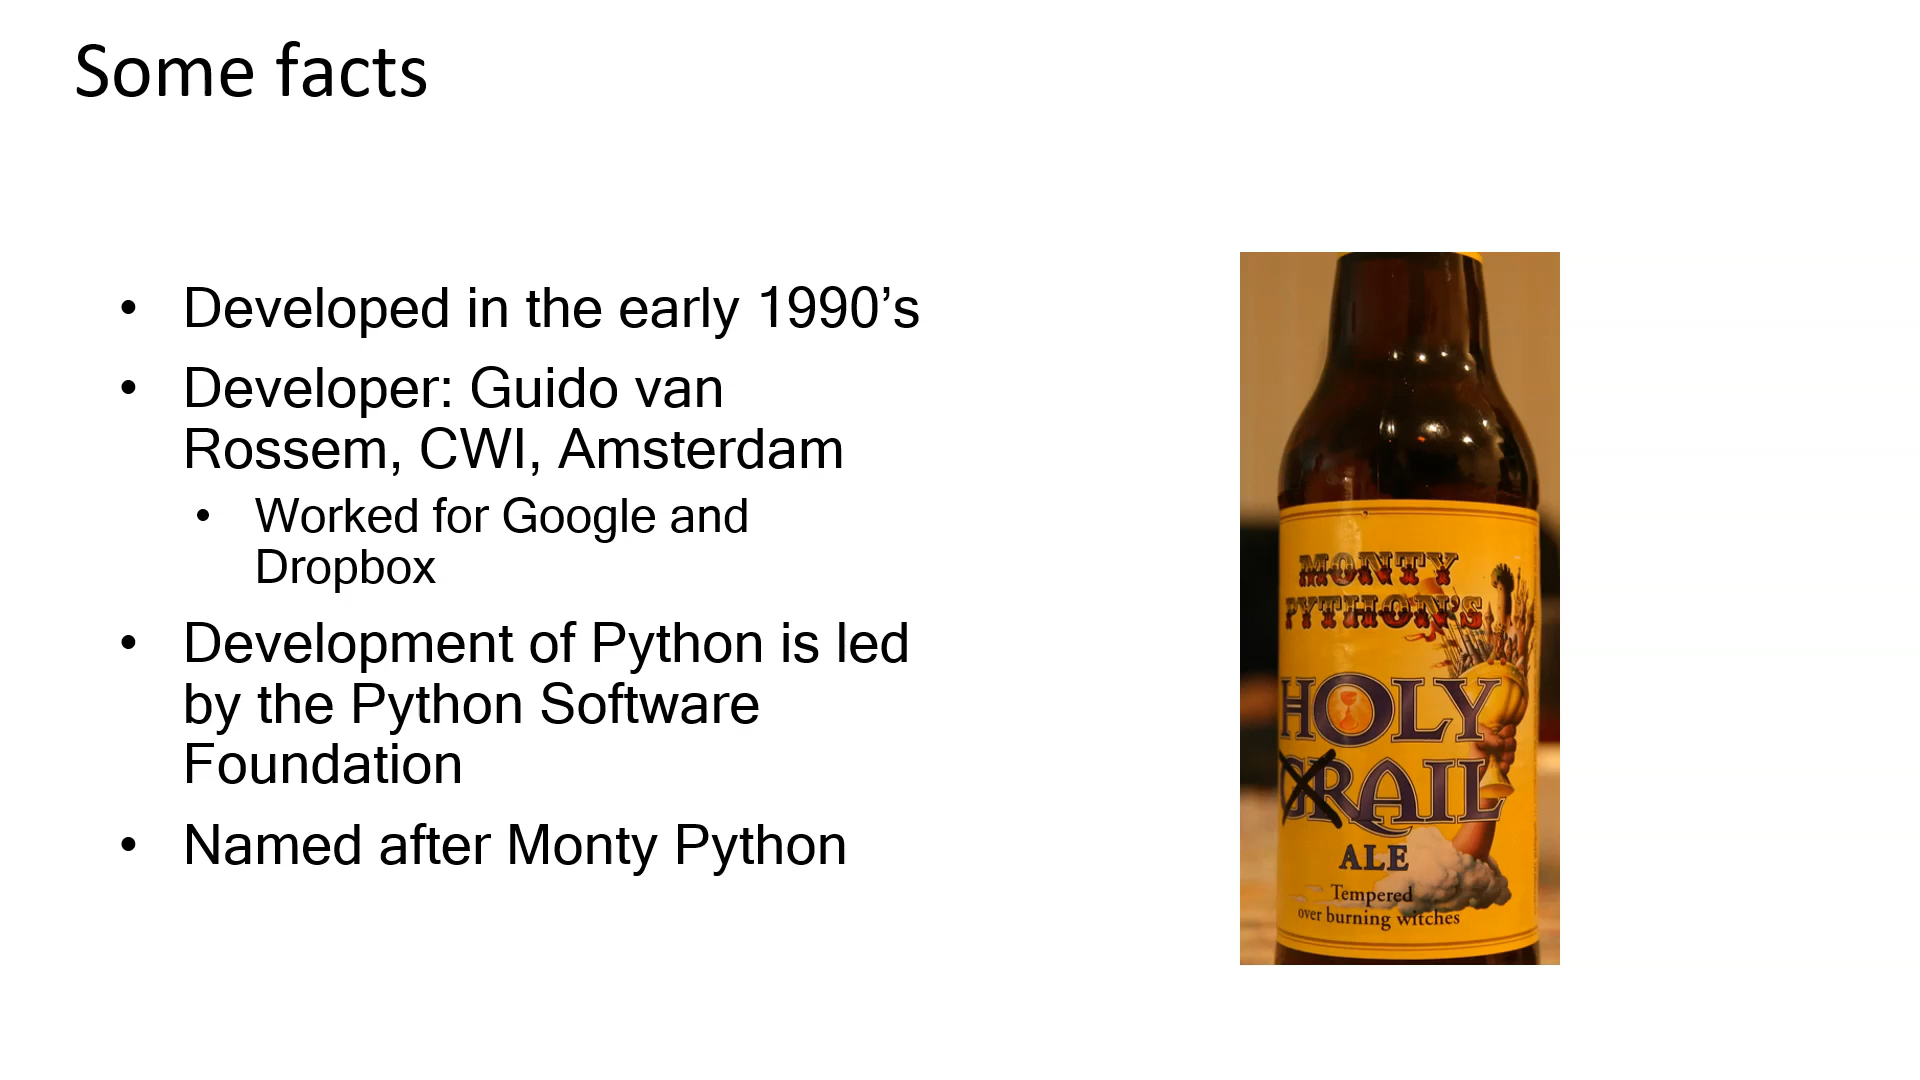 Some facts
• Developed in the early 1990’s
• Developer: Guido van
Rossem, CWI, Amsterdam
• Worked for Google and
Dropbox
• Development of Python is led
by the Python Software
Foundation
• Named after Monty Python
MONTY
PYTHON'S
HOLY
GRAIL
ALE
Tempered
over burning witches